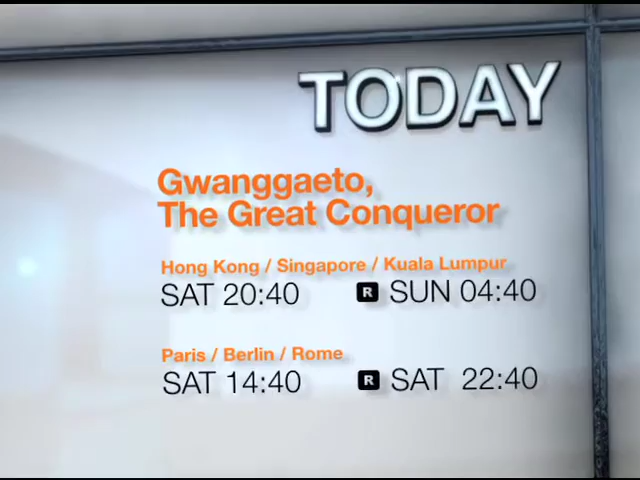 TODAY
Gwanggaeto,
The Great Conqueror
Hong Kong / Singapore / Kuala Lumpur
SAT 20:40 R SUN 04:40
Paris / Berlin / Rome
SAT 14:40 R SAT 22:40